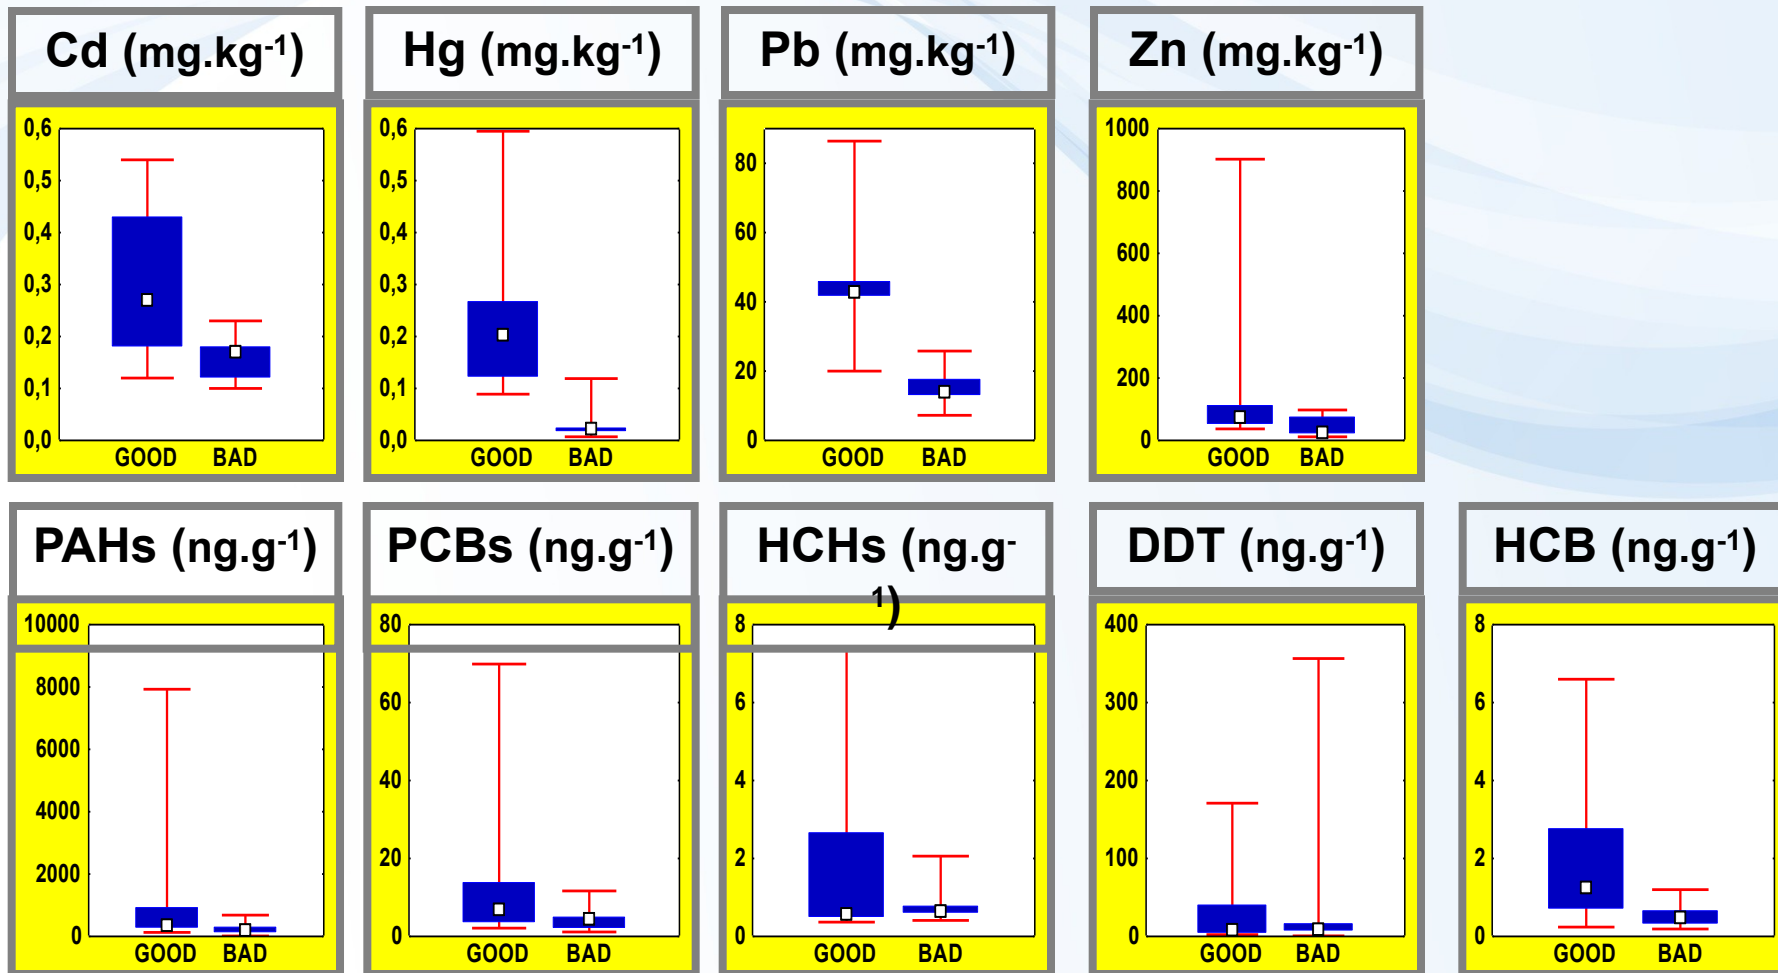 Cd (mg.kg-1)
Hg (mg.kg-1)
Pb (mg.kg-1)
Zn (mg.kg-1)
0,6
0,5
0,4
0,3
0,2
0,1
0,0
GOOD BAD
0,6
0,5
0,4
0,3
0,2
0,1
0,0
GOOD BAD
80
60
40
20
0
GOOD BAD
1000
800
600
400
200
0
GOOD BAD
PAHs (ng.g-1)
PCBs (ng.g-1)
HCHs (ng.g-
1)
DDT (ng.g-1)
HCB (ng.g-1)
10000
8000
6000
4000
2000
0
GOOD BAD
80
60
40
20
0
GOOD BAD
8
6
4
2
0
GOOD BAD
400
300
200
100
0
GOOD BAD
8
6
4
2
0
GOOD BAD